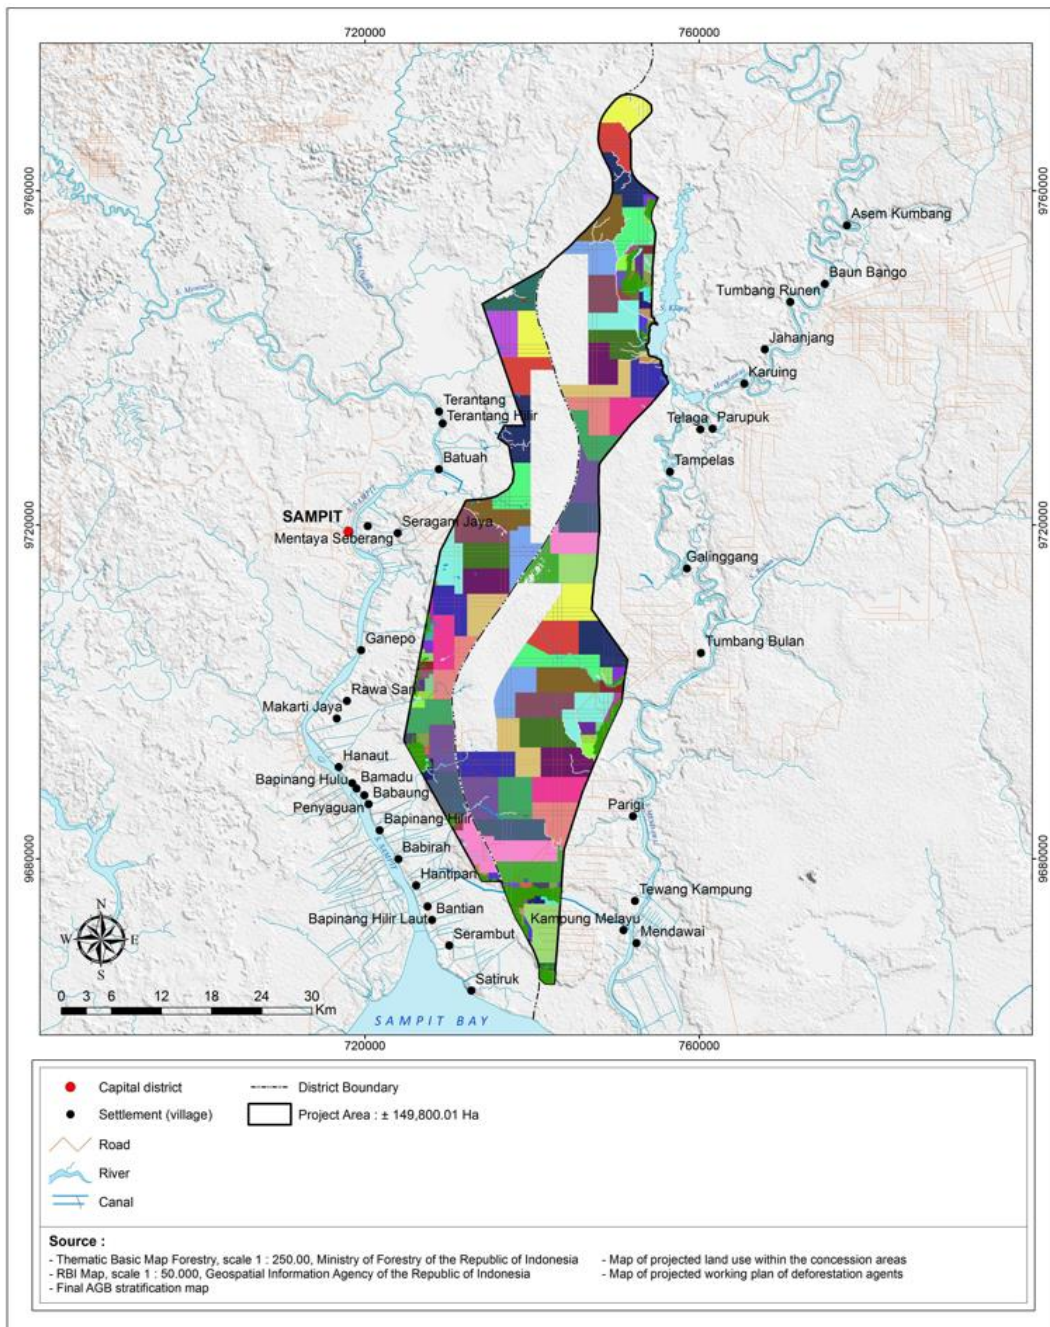 720000
760000
9760000
9760000
Asem Kumbang
Baun Bango
Tumbang Runen
Jahanjang
Karuing
Terantang
Terantang Hilir
Telaga
Parupuk
Batuah
Tampelas
S. SAMPIT
SAMPIT
Seragam Jaya
Mentaya Seberang
9720000
9720000
Galinggang
Ganepo
Tumbang Bulan
Rawa Sari
Makarti Jaya
Hanaut
Bapinang Hulu
Bamadu
Babaung
Penyaguan
Parigi
Bapinang Hilir
S. SAMPIT
Babirah
9680000
9680000
Hantipan
Tewang Kampung
Bantian
Bapinang Hilir Laut
Kampung Melayu
Mendawai
Serambut
N
W
E
S
Satiruk
0 3 6 12 18 24 30
Km
SAMPIT BAY
720000
760000
Capital district
District Boundary
Settlement (village)
Project Area : ± 149,800.01 Ha
Road
River
Canal
Source :
- Thematic Basic Map Forestry, scale 1 : 250.00, Ministry of Forestry of the Republic of Indonesia
- Map of projected land use within the concession areas
- RBI Map, scale 1 : 50.000, Geospatial Information Agency of the Republic of Indonesia
- Map of projected working plan of deforestation agents
- Final AGB stratification map